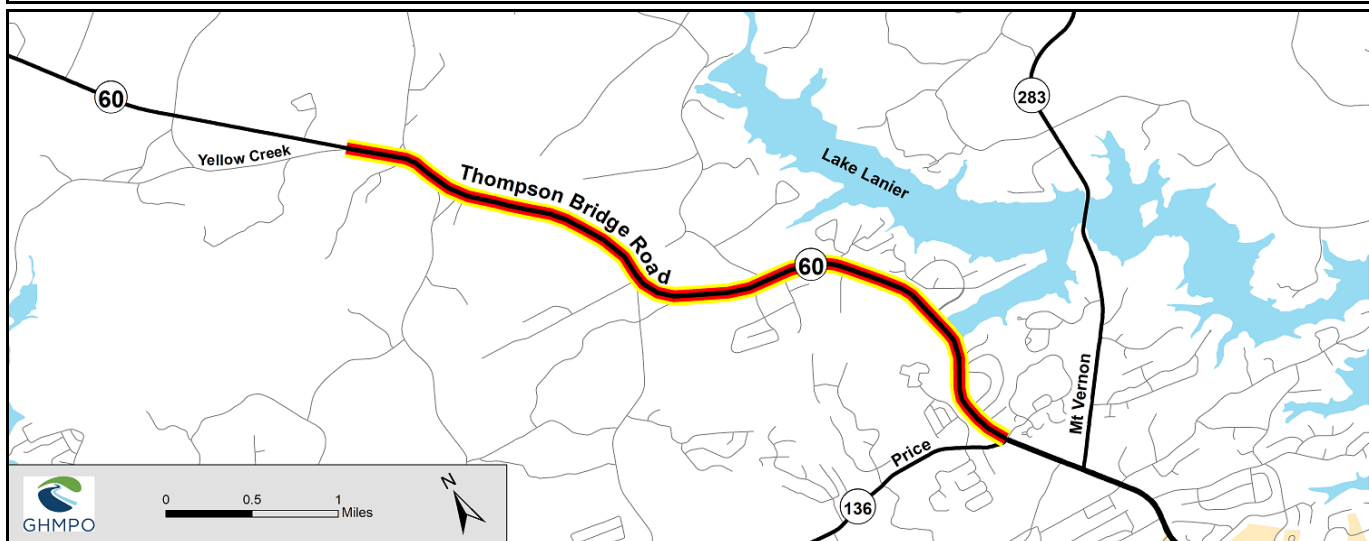 60
283
Yellow Creek
Lake Lanier
Thompson Bridge Road
60
Mt Vernon
Price
136
GHMPO
0 0.5 1
Miles
N